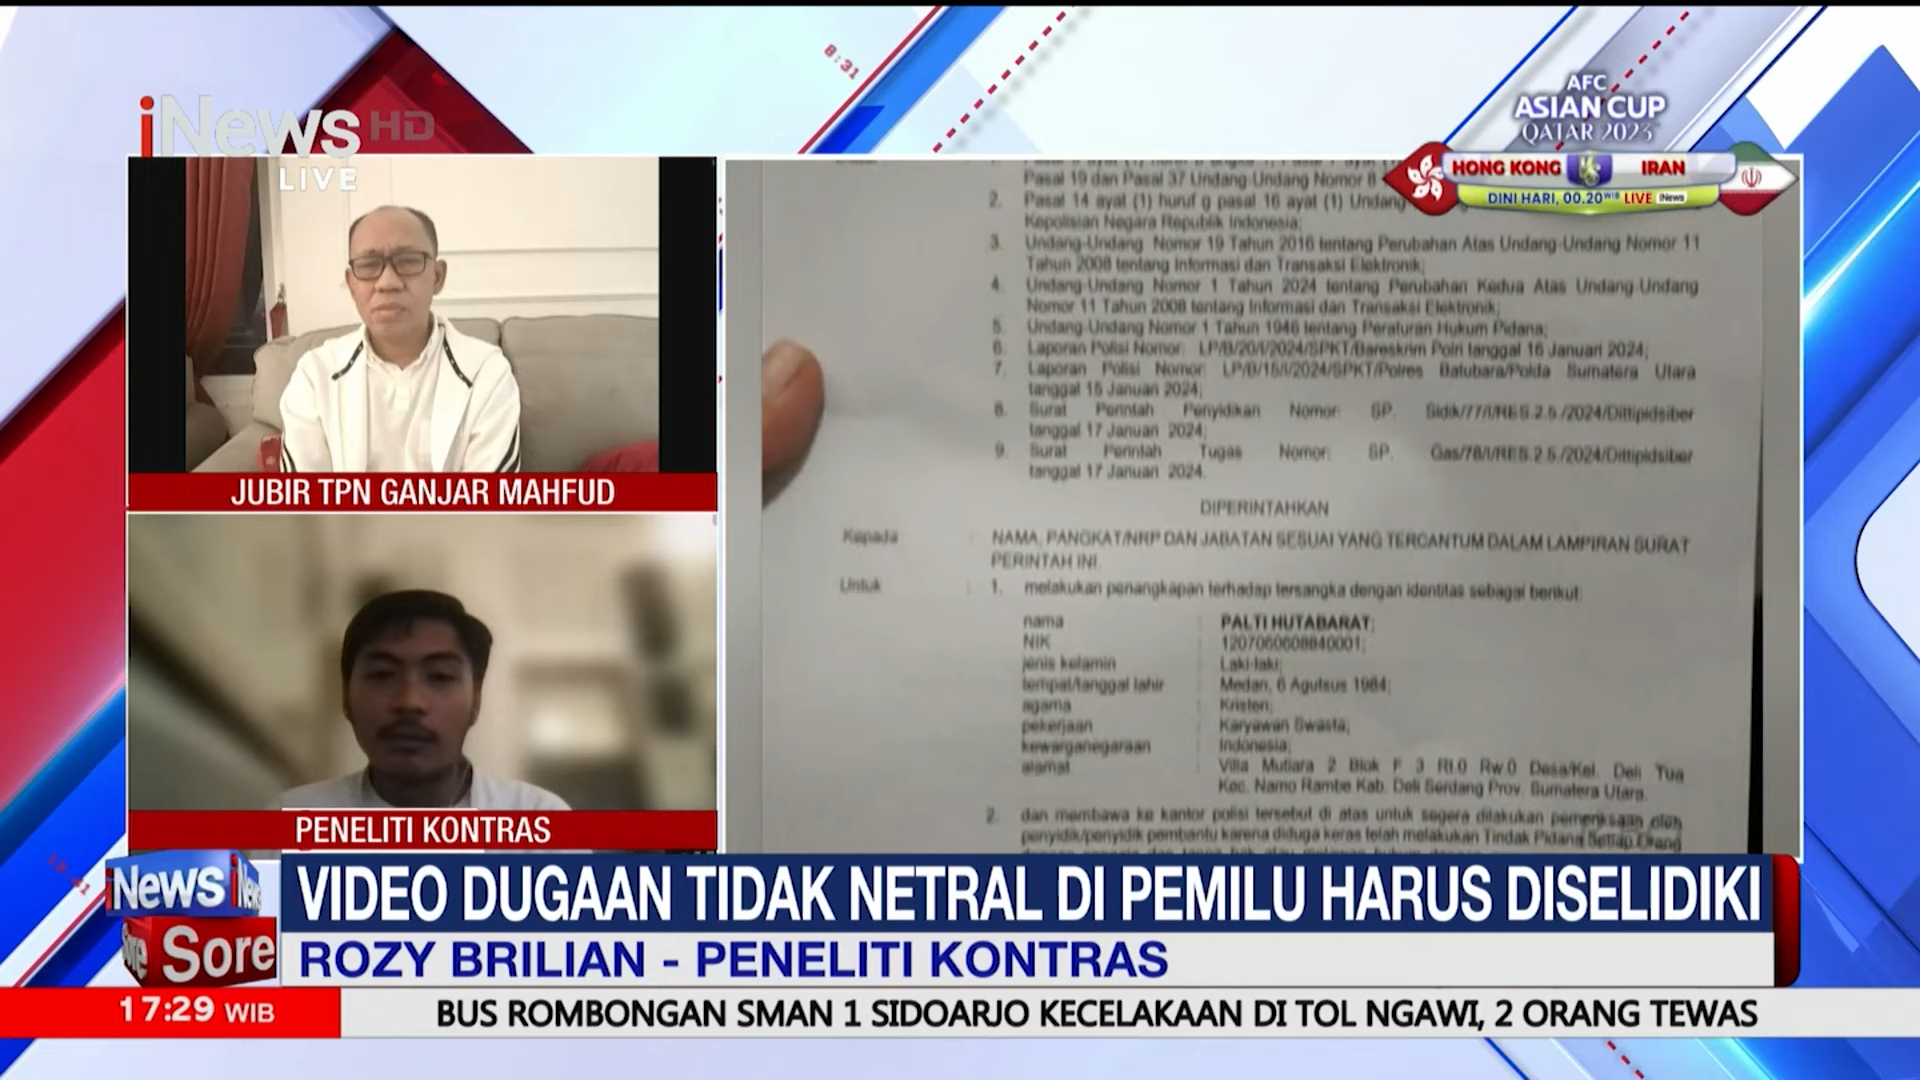 8:31
iNews HD
LIVE
AFC
ASIAN CUP
QATAR 2023
HONG KONG IRAN
DINI HARI, 00.20 WIB LIVE iNews
Pasal 19 dan Pasal 37 Undang-Undang Nomor 8
2. Pasal 14 ayat (1) huruf g pasal 16 ayat (1) Undang
Kepolisian Negara Republik Indonesia;
3. Undang-Undang Nomor 19 Tahun 2016 tentang Perubahan Atas Undang-Undang Nomor 11
Tahun 2008 tentang Informasi dan Transaksi Elektronik;
4. Undang-Undang Nomor 1 Tahun 2024 tentang Perubahan Kedua Atas Undang-Undang
Nomor 11 Tahun 2008 tentang Informasi dan Transaksi Elektronik;
5. Undang-Undang Nomor 1 Tahun 1946 tentang Peraturan Hukum Pidana;
6. Laporan Polisi Nomor: LP/B/20/I/2024/SPKT/Bareskrim Polri tanggal 16 Januari 2024;
7. Laporan Polisi Nomor: LP/B/15/I/2024/SPKT/Polres Batubara/Polda Sumatera Utara
tanggal 15 Januari 2024;
8. Surat Perintah Penyidikan Nomor: SP. Sidik/77/I/RES.2.5./2024/Dittipidsiber
tanggal 17 Januari 2024;
9. Surat Perintah Tugas Nomor: SP. Gas/78/I/RES.2.5./2024/Dittipidsiber
tanggal 17 Januari 2024.
DIPERINTAHKAN
Kepada : NAMA, PANGKAT/NRP DAN JABATAN SESUAI YANG TERCANTUM DALAM LAMPIRAN SURAT
PERINTAH INI.
Untuk : 1. melakukan penangkapan terhadap tersangka dengan identitas sebagai berikut:
nama : PALTI HUTABARAT;
NIK : 1207060608840001;
jenis kelamin : Laki-laki;
tempat/tanggal lahir : Medan, 6 Agutsus 1984;
agama : Kristen;
pekerjaan : Karyawan Swasta;
kewarganegaraan : Indonesia;
alamat : Villa Mutiara 2 Blok F 3 Rt.0 Rw.0 Desa/Kel. Deli Tua
Kec. Namo Rambe Kab. Deli Serdang Prov. Sumatera Utara.
2. dan membawa ke kantor polisi tersebut di atas untuk segera dilakukan pemeriksaan oleh
penyidik/penyidik pembantu karena diduga keras telah melakukan Tindak Pidana Setiap Orang
JUBIR TPN GANJAR MAHFUD
PENELITI KONTRAS
iNews
Sore
VIDEO DUGAAN TIDAK NETRAL DI PEMILU HARUS DISELIDIKI
ROZY BRILIAN - PENELITI KONTRAS
17:29 WIB
BUS ROMBONGAN SMAN 1 SIDOARJO KECELAKAAN DI TOL NGAWI, 2 ORANG TEWAS